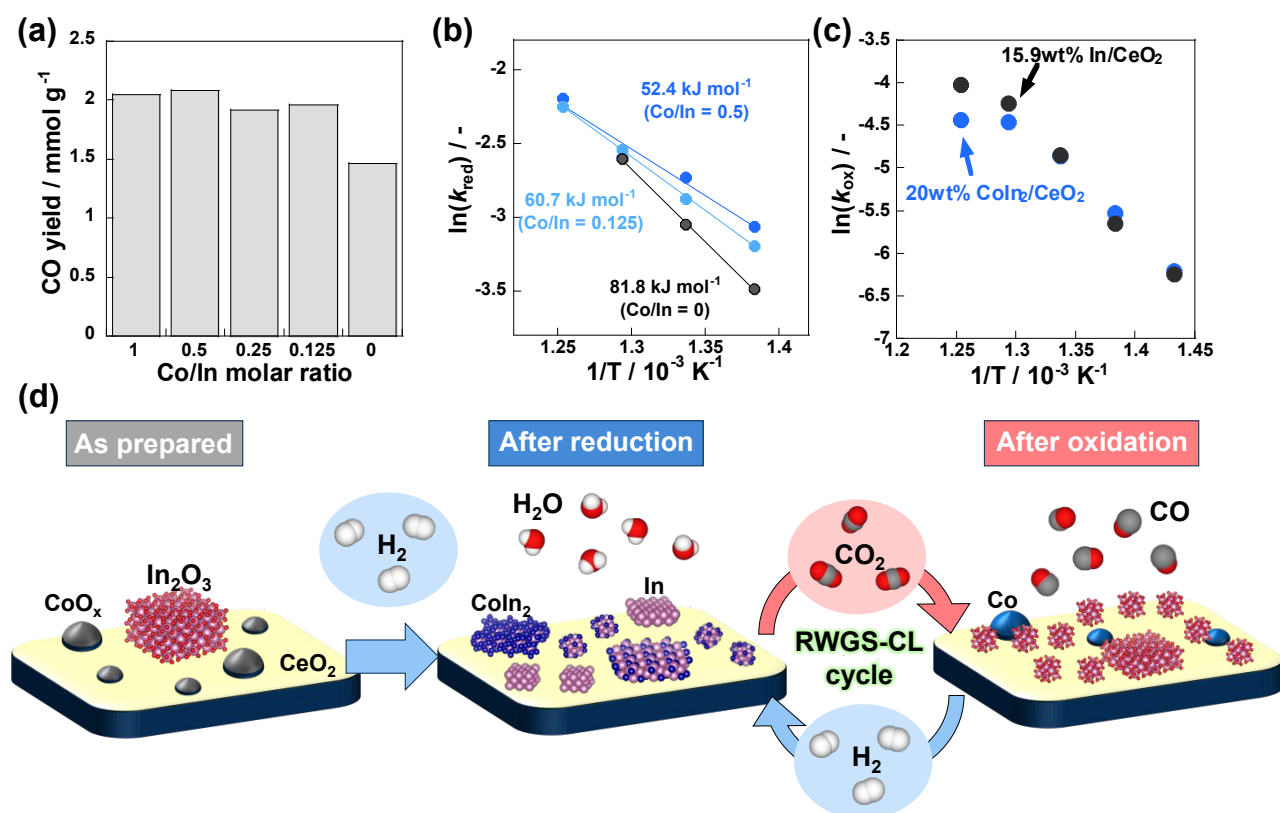 (a)
2.5
2
1.5
1
0.5
0
CO yield / mmol g⁻¹
1 0.5 0.25 0.125 0
Co/In molar ratio
(b)
-2
-2.5
-3
-3.5
ln(k_red) / -
52.4 kJ mol⁻¹
(Co/In = 0.5)
60.7 kJ mol⁻¹
(Co/In = 0.125)
81.8 kJ mol⁻¹
(Co/In = 0)
1.25 1.3 1.35 1.4
1/T / 10⁻³ K⁻¹
(c)
-3.5
-4
-4.5
-5
-5.5
-6
-6.5
-7
ln(k_ox) / -
15.9wt% In/CeO₂
20wt% CoIn₂/CeO₂
1.2 1.25 1.3 1.35 1.4 1.45
1/T / 10⁻³ K⁻¹
(d)
As prepared
After reduction
After oxidation
In₂O₃
CoOₓ
CeO₂
H₂
H₂O
CoIn₂
In
CO₂
RWGS-CL
cycle
H₂
CO
Co